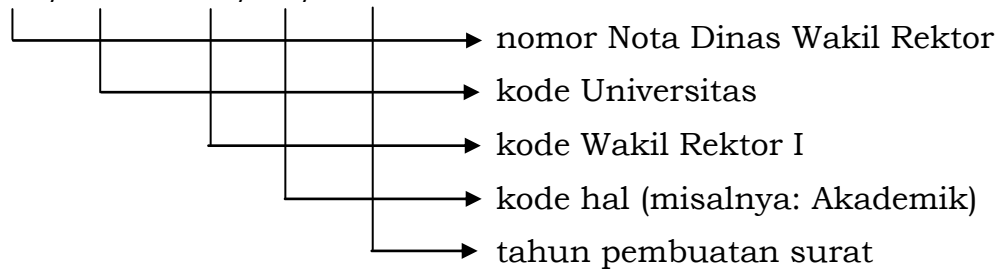 nomor Nota Dinas Wakil Rektor
kode Universitas
kode Wakil Rektor I
kode hal (misalnya: Akademik)
tahun pembuatan surat